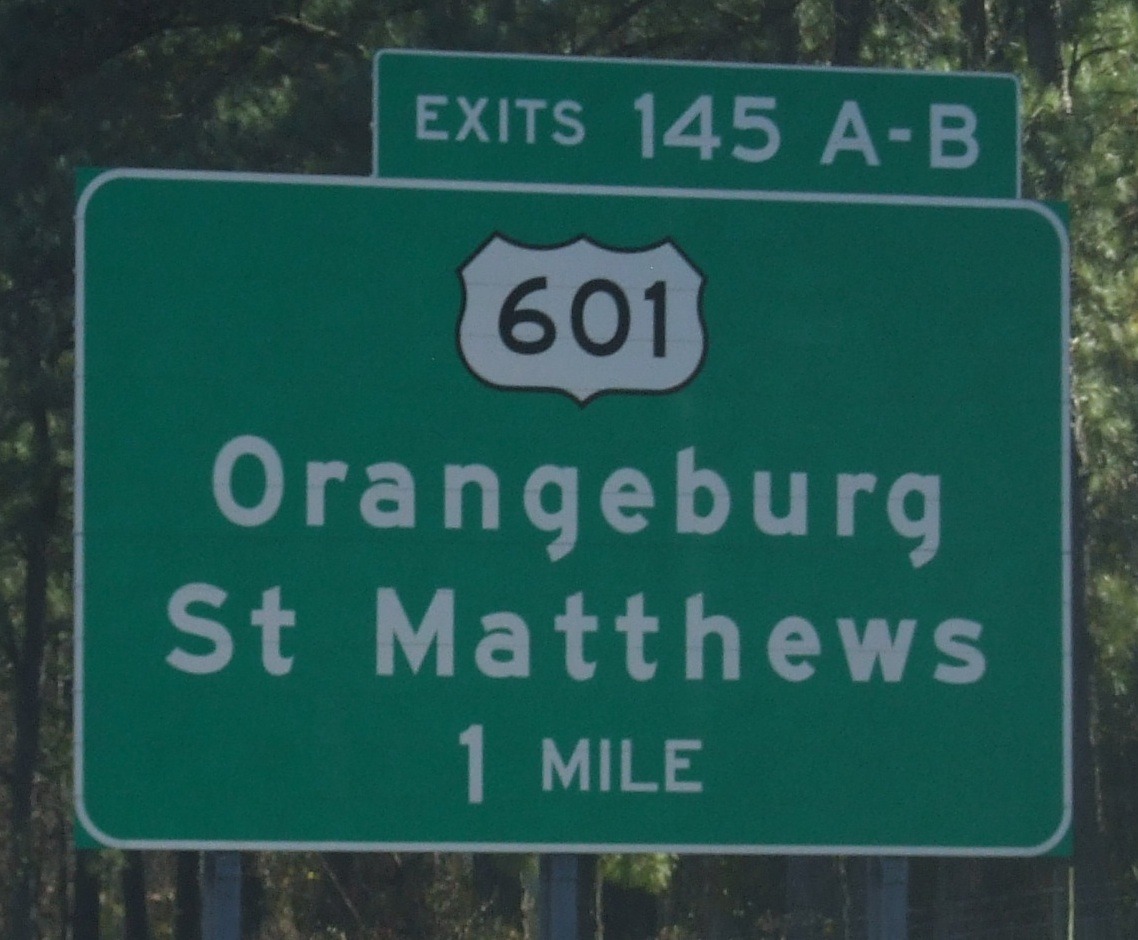 EXITS 145 A-B
601
Orangeburg
St Matthews
1 MILE